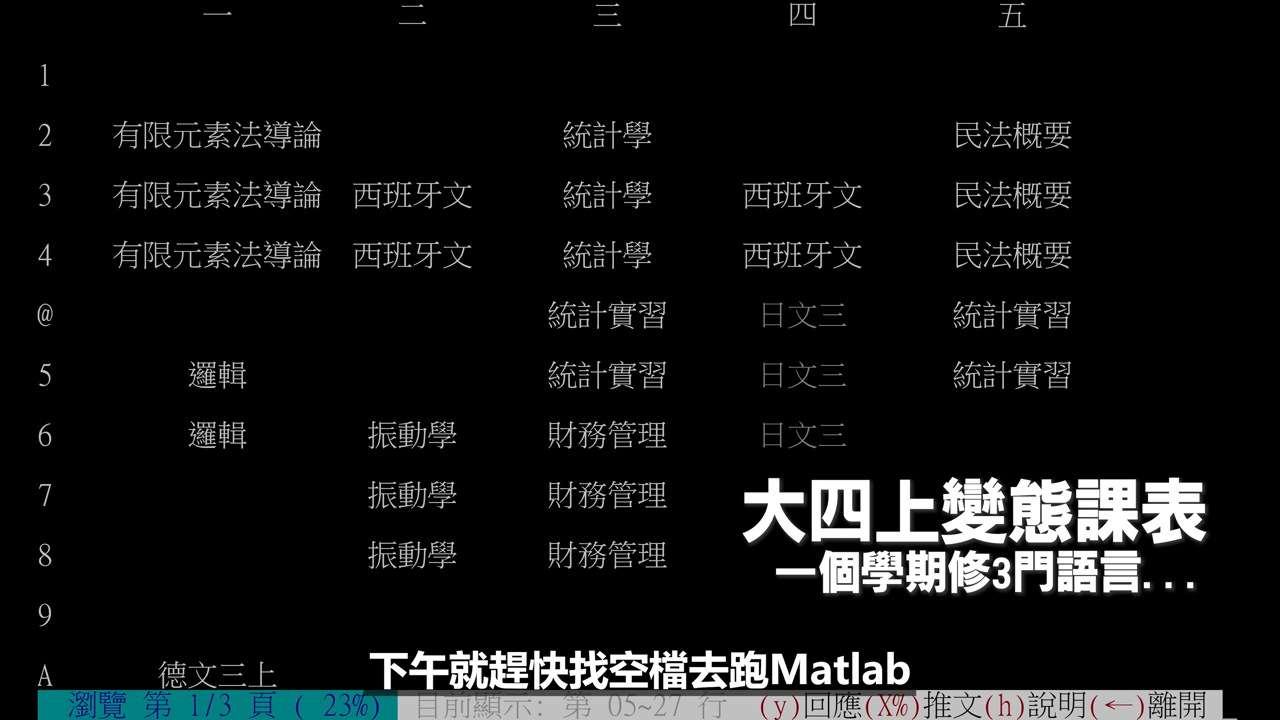 一 二 三 四 五
1
2 有限元素法導論 統計學 民法概要
3 有限元素法導論 西班牙文 統計學 西班牙文 民法概要
4 有限元素法導論 西班牙文 統計學 西班牙文 民法概要
@ 統計實習 日文三 統計實習
5 邏輯 統計實習 日文三 統計實習
6 邏輯 振動學 財務管理 日文三
7 振動學 財務管理
大四上變態課表
8 振動學 財務管理
一個學期修3門語言...
9
A 德文三上
下午就趕快找空檔去跑Matlab
瀏覽 第 1/3 頁 ( 23%) 目前顯示: 第 05~27 行 (y)回應(X%)推文(h)說明(←)離開